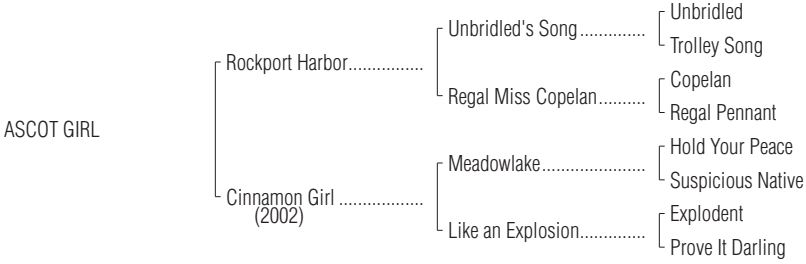 Unbridled
Unbridled's Song..............
Trolley Song
Rockport Harbor................
Copelan
Regal Miss Copelan..........
Regal Pennant
ASCOT GIRL
Hold Your Peace
Meadowlake......................
Suspicious Native
Cinnamon Girl ..................
(2002)
Explodent
Like an Explosion..............
Prove It Darling